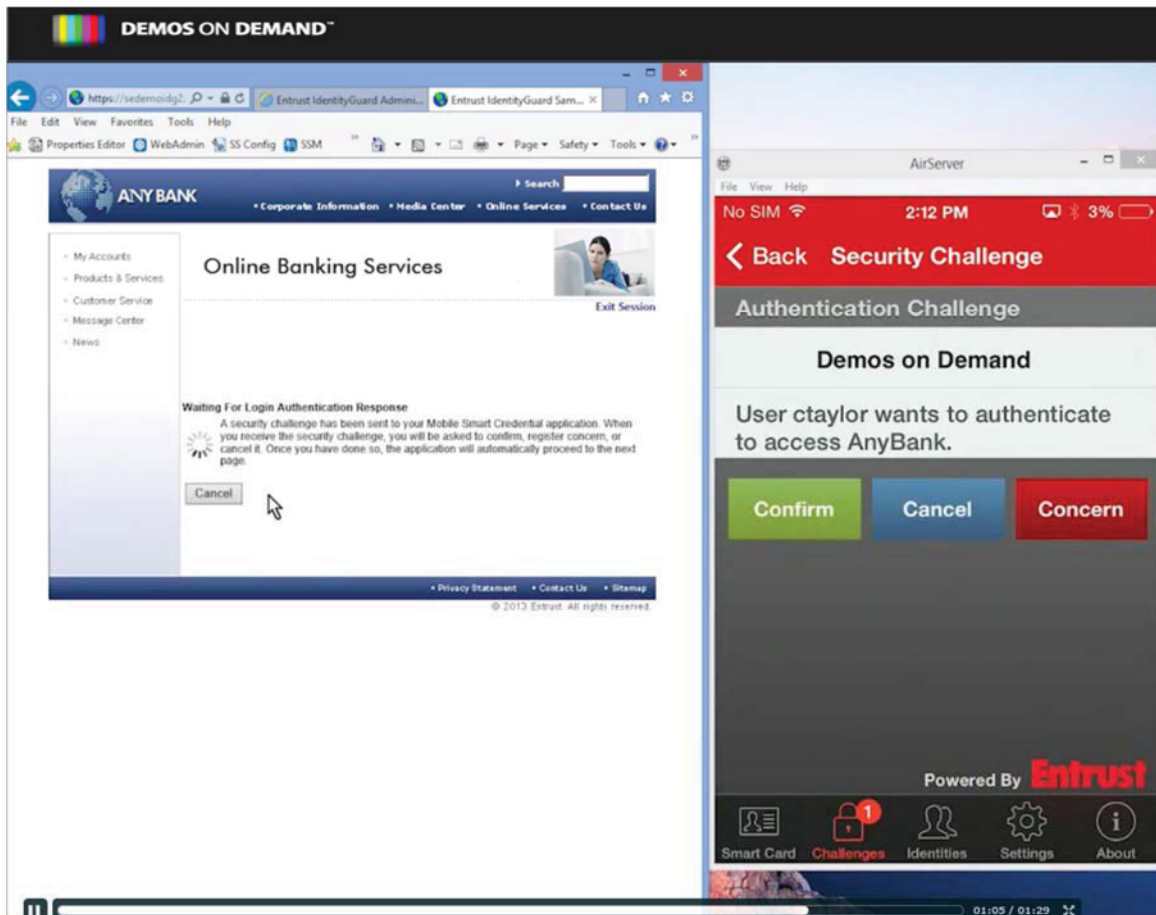 DEMOS ON DEMAND™
https://sedemoidg2.
Entrust IdentityGuard Admini...
Entrust IdentityGuard Sam...
File Edit View Favorites Tools Help
Properties Editor WebAdmin SS Config SSM Page Safety Tools
ANY BANK
Search
Corporate Information Media Center Online Services Contact Us
My Accounts
Products & Services
Customer Service
Message Center
News
Online Banking Services
Exit Session
Waiting For Login Authentication Response
A security challenge has been sent to your Mobile Smart Credential application. When
you receive the security challenge, you will be asked to confirm, register concern, or
cancel it. Once you have done so, the application will automatically proceed to the next
page.
Cancel
Privacy Statement Contact Us Sitemap
© 2013 Entrust. All rights reserved.
AirServer
File View Help
No SIM 2:12 PM 3%
Back Security Challenge
Authentication Challenge
Demos on Demand
User ctaylor wants to authenticate
to access AnyBank.
Confirm Cancel Concern
Powered By Entrust
1
Smart Card Challenges Identities Settings About
01:05 / 01:29